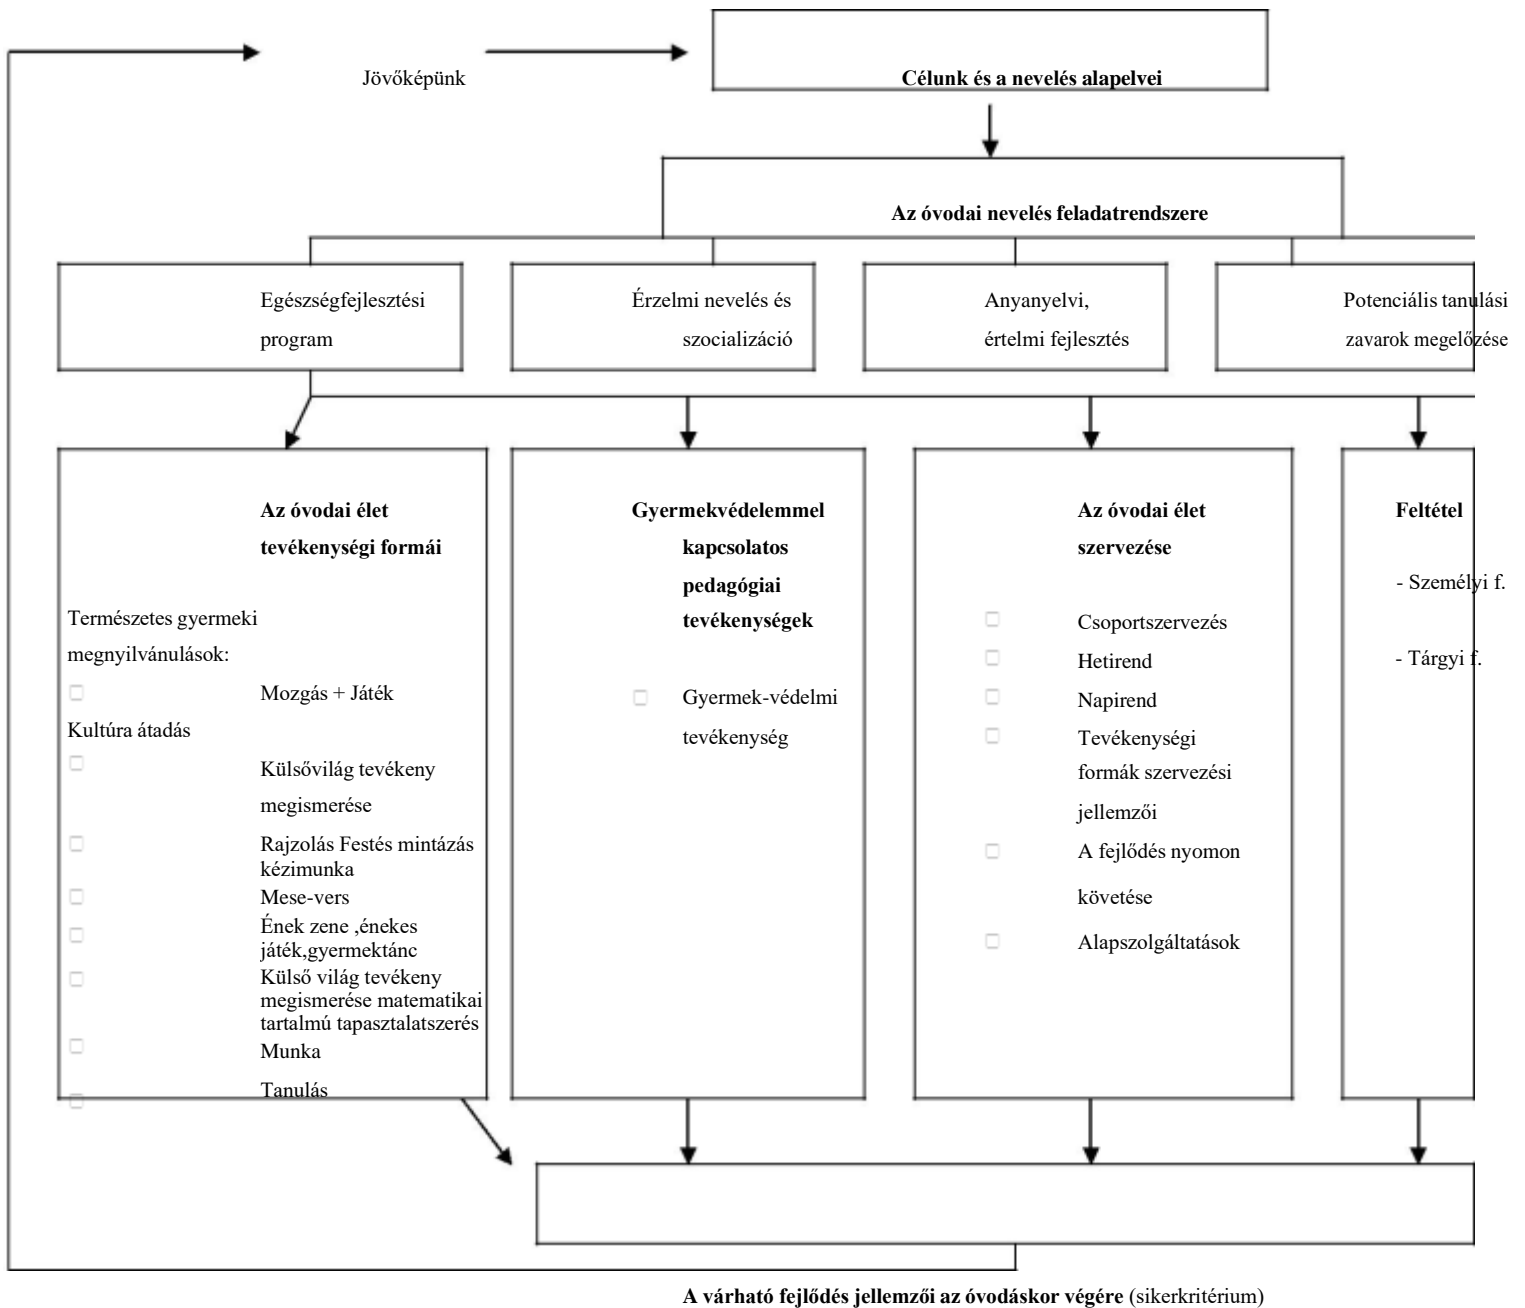 Jövőképünk
Célunk és a nevelés alapelvei
Az óvodai nevelés feladatrendszere
Egészségfejlesztési
program
Érzelmi nevelés és
szocializáció
Anyanyelvi,
értelmi fejlesztés
Potenciális tanulási
zavarok megelőzése
Az óvodai élet
tevékenységi formái
Természetes gyermeki
megnyilvánulások:
Mozgás + Játék
Kultúra átadás
Külsővilág tevékeny
megismerése
Rajzolás Festés mintázás
kézimunka
Mese-vers
Ének zene ,énekes
játék,gyermektánc
Külső világ tevékeny
megismerése matematikai
tartalmú tapasztalatszerés
Munka
Tanulás
Gyermekvédelemmel
kapcsolatos
pedagógiai
tevékenységek
Gyermek-védelmi
tevékenység
Az óvodai élet
szervezése
Csoportszervezés
Hetirend
Napirend
Tevékenységi
formák szervezési
jellemzői
A fejlődés nyomon
követése
Alapszolgáltatások
Feltétel
- Személyi f.
- Tárgyi f.
A várható fejlődés jellemzői az óvodáskor végére (sikerkritérium)